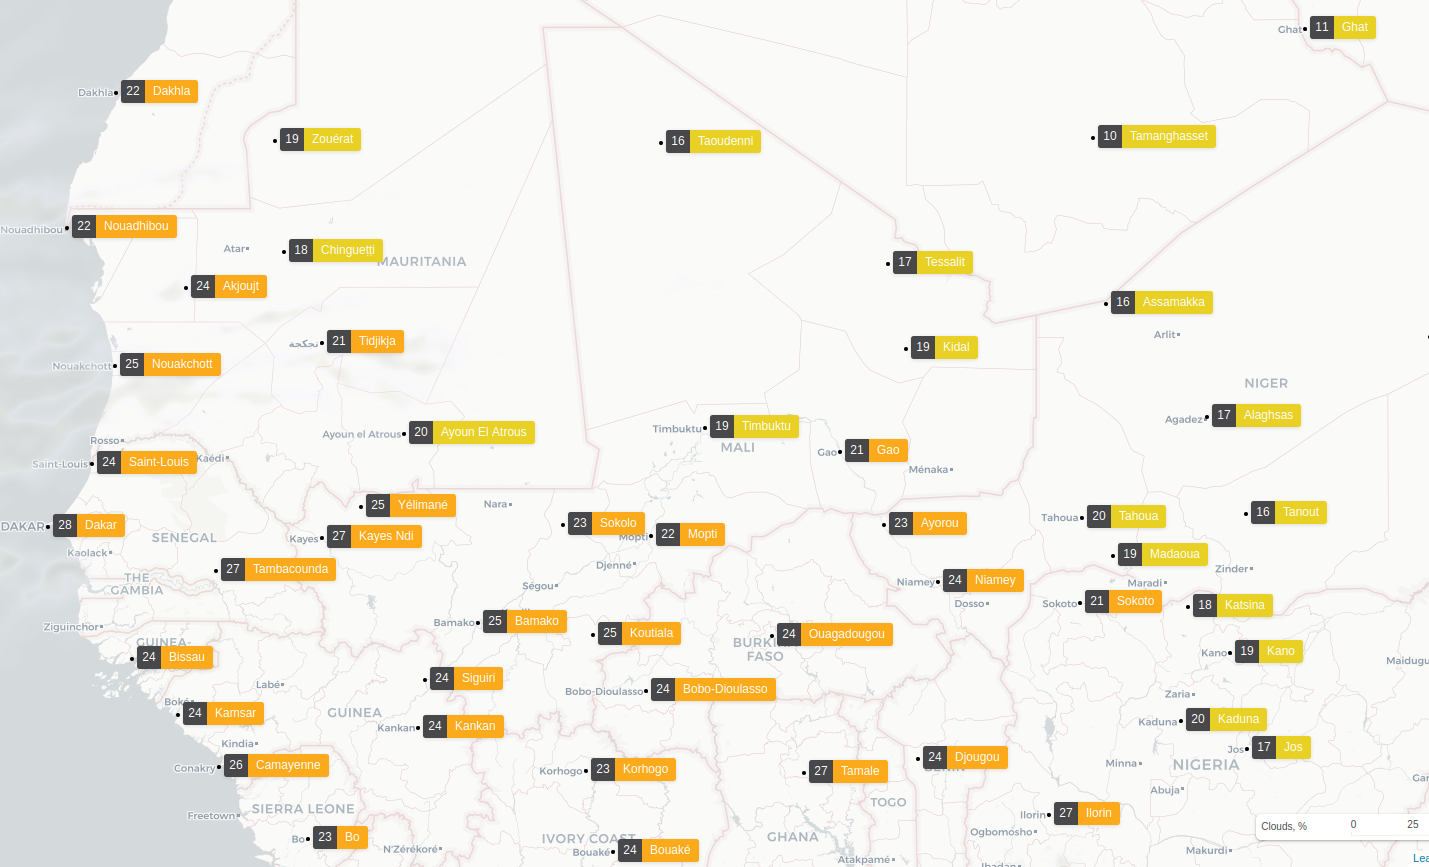 Ghat 11 Ghat
Dakhla 22 Dakhla
19 Zouérat
16 Taoudenni
10 Tamanghasset
Nouadhibou 22 Nouadhibou
Atar
18 Chinguetti
MAURITANIA
17 Tessalit
24 Akjoujt
16 Assamakka
Arlit
تجكجة 21 Tidjikja
19 Kidal
Nouakchott 25 Nouakchott
NIGER
Agadez 17 Alaghsas
Timbuktu 19 Timbuktu
Ayoun el Atrous 20 Ayoun El Atrous
Rosso
MALI
Gao 21 Gao
Saint-Louis 24 Saint-Louis
Kaédi
Ménaka
25 Yélimané
Nara
DAKAR 28 Dakar
23 Sokolo
23 Ayorou
Tahoua 20 Tahoua
16 Tanout
SENEGAL
Kayes 27 Kayes Ndi
Mopti 22 Mopti
Kaolack
19 Madaoua
27 Tambacounda
Djenné
Zinder
THE
GAMBIA
Ségou
Niamey 24 Niamey
Maradi
Dosso
Sokoto 21 Sokoto
18 Katsina
Ziguinchor
Bamako 25 Bamako
25 Koutiala
24 Ouagadougou
GUINEA-
BURKI
FASO
24 Bissau
Kano 19 Kano
Maidugu
Labé
24 Siguiri
Bobo-Dioulasso 24 Bobo-Dioulasso
Zaria
Boké
24 Kamsar
GUINEA
Kankan 24 Kankan
Kaduna 20 Kaduna
Kindia
Jos 17 Jos
24 Djougou
BENIN
Conakry 26 Camayenne
Korhogo 23 Korhogo
27 Tamale
Minna
NIGERIA
Gar
Abuja
SIERRA LEONE
TOGO
Freetown
Ilorin 27 Ilorin
Clouds, % 0 25
Bo 23 Bo
IVORY COAST
GHANA
Ogbomosho
N'Zérékoré
Bouaké 24 Bouaké
Makurdi
Atakpamé
Ibadan
Lea